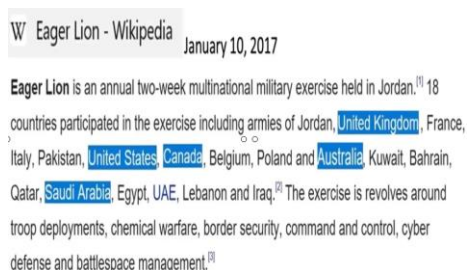 W Eager Lion - Wikipedia
January 10, 2017
Eager Lion is an annual two-week multinational military exercise held in Jordan.[1] 18
countries participated in the exercise including armies of Jordan, United Kingdom, France,
Italy, Pakistan, United States, Canada, Belgium, Poland and Australia, Kuwait, Bahrain,
Qatar, Saudi Arabia, Egypt, UAE, Lebanon and Iraq.[2] The exercise is revolves around
troop deployments, chemical warfare, border security, command and control, cyber
defense and battlespace management.[3]